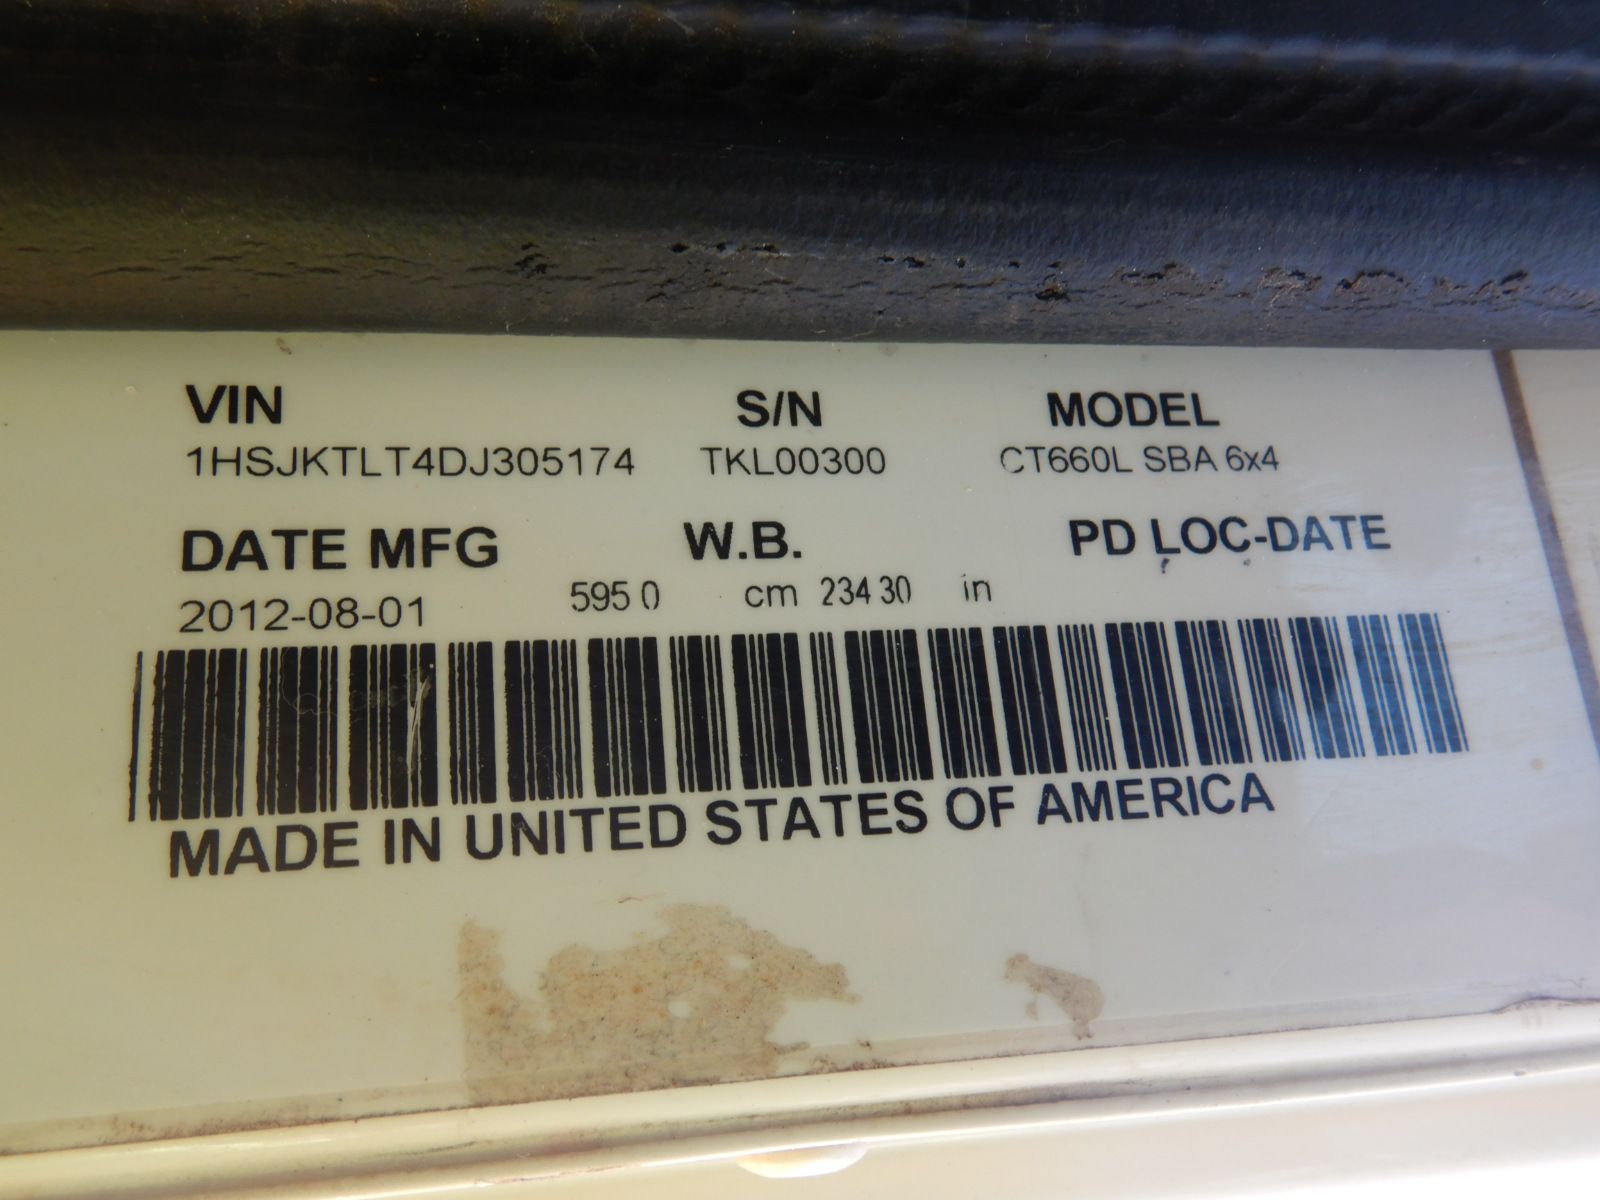 VIN S/N MODEL
1HSJKTLT4DJ305174 TKL00300 CT660L SBA 6x4
DATE MFG W.B. PD LOC-DATE
2012-08-01 595 0 cm 234 30 in
MADE IN UNITED STATES OF AMERICA